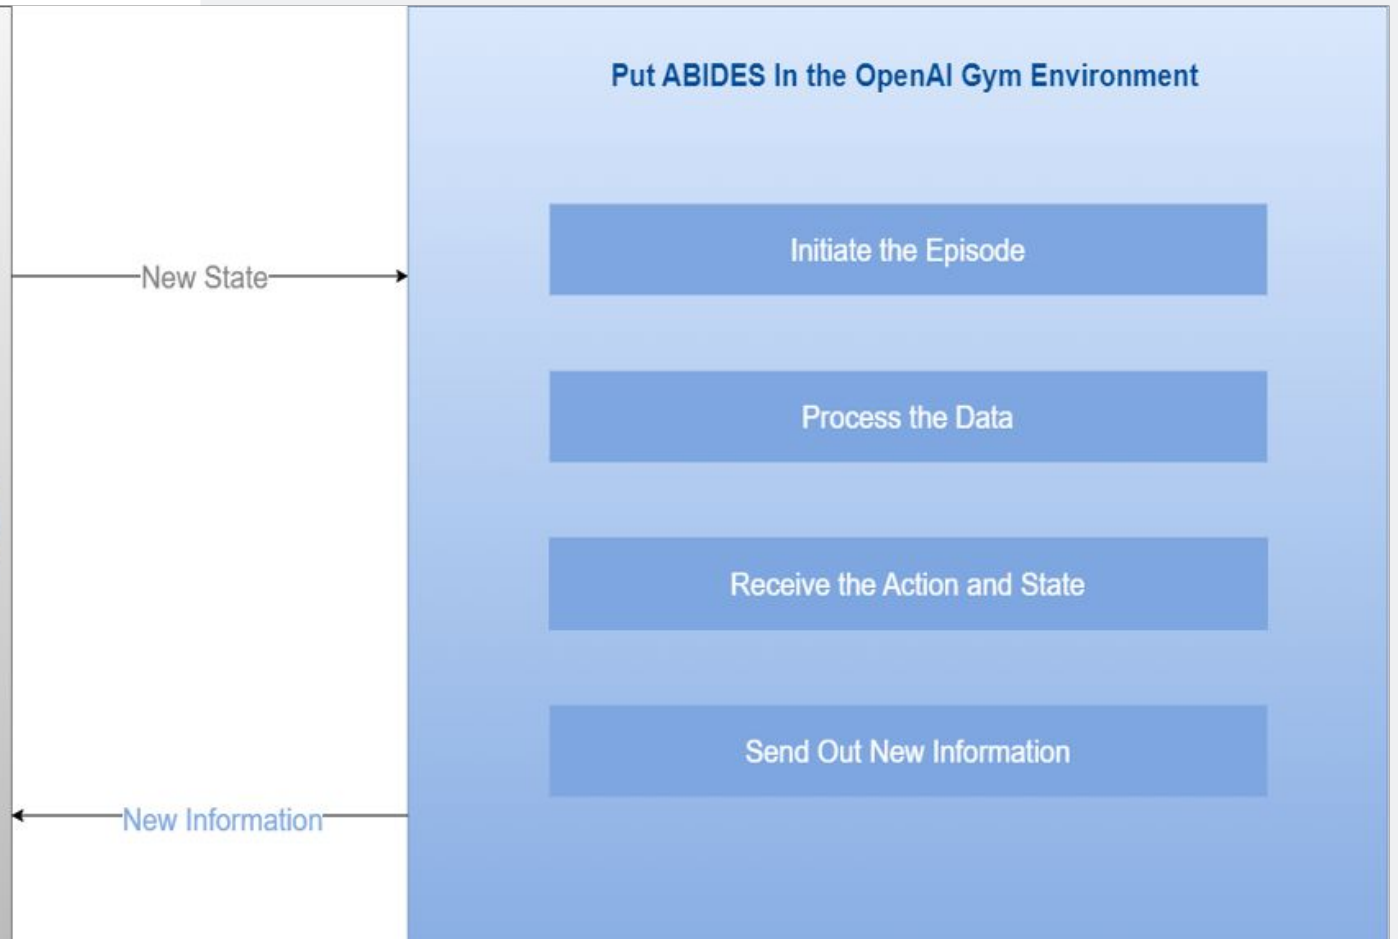 Put ABIDES In the OpenAI Gym Environment
Initiate the Episode
New State
Process the Data
Receive the Action and State
Send Out New Information
New Information